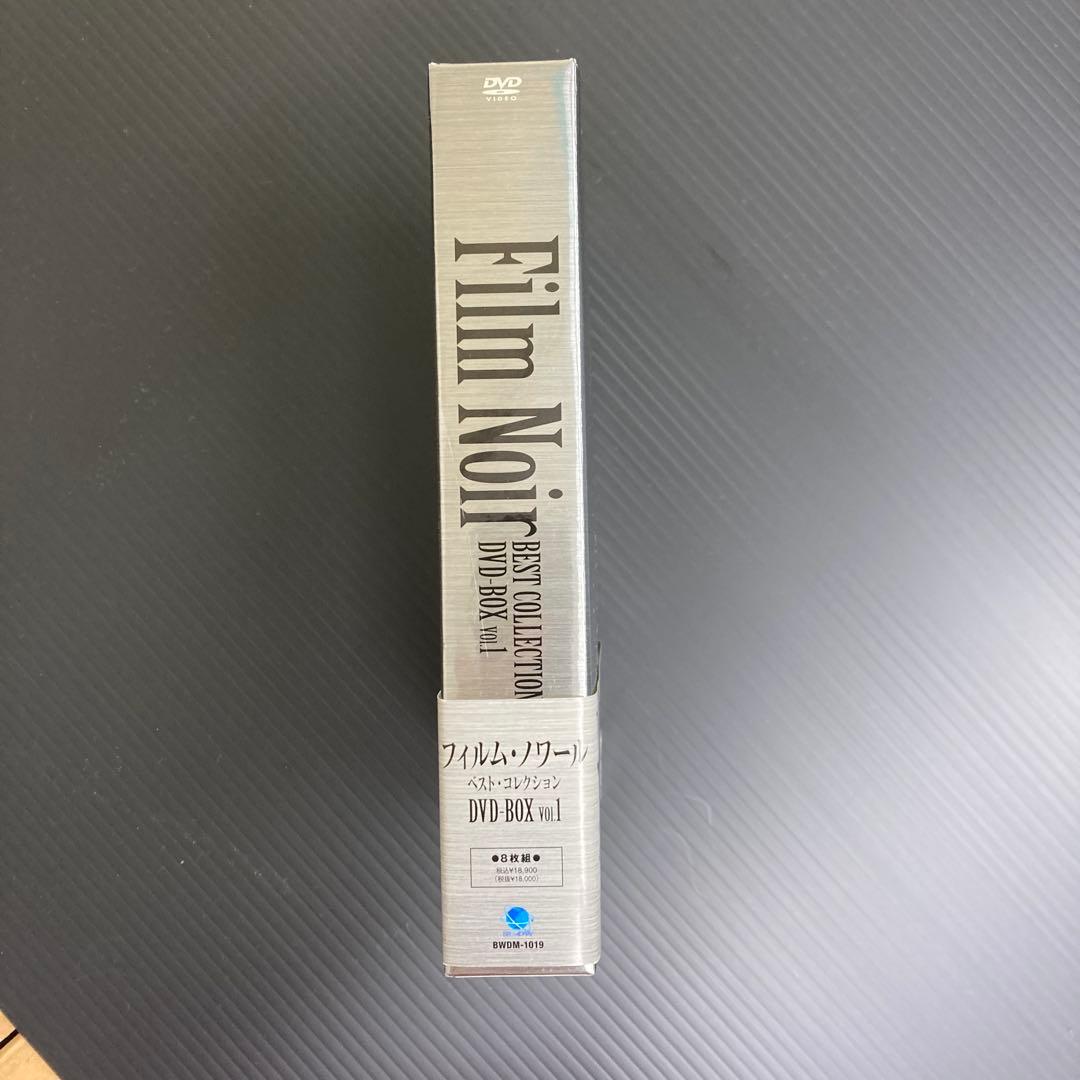 DVD
VIDEO
Film Noir
BEST COLLECTION
DVD-BOX VOL.1
フィルム・ノワール
ベスト・コレクション
DVD-BOX VOL.1
●8枚組●
税込¥18,900
(税抜¥18,000)
BWDM-1019